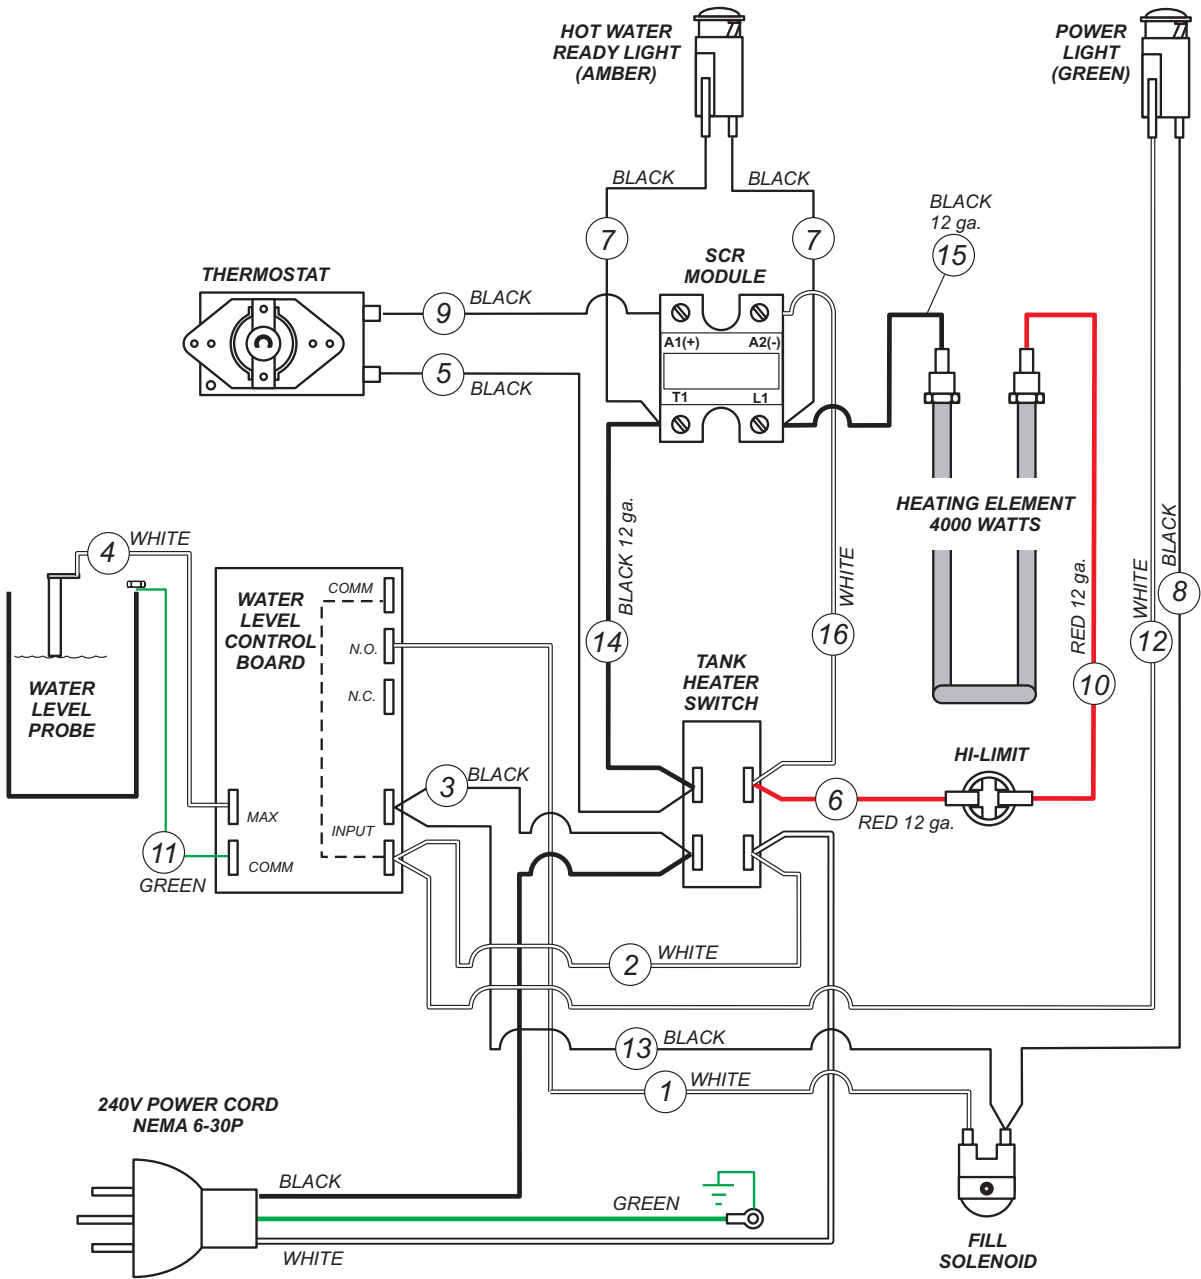 HOT WATER
READY LIGHT
(AMBER)
POWER
LIGHT
(GREEN)
BLACK
BLACK
7
7
BLACK
12 ga.
15
SCR
MODULE
THERMOSTAT
9
BLACK
5
BLACK
A1(+)
A2(-)
T1
L1
HEATING ELEMENT
4000 WATTS
BLACK 12 ga.
14
WHITE
16
RED 12 ga.
10
WHITE
12
BLACK
8
4
WHITE
WATER
LEVEL
PROBE
WATER
LEVEL
CONTROL
BOARD
COMM
N.O.
N.C.
MAX
INPUT
COMM
11
GREEN
TANK
HEATER
SWITCH
HI-LIMIT
3
BLACK
6
RED 12 ga.
2
WHITE
13
BLACK
1
WHITE
240V POWER CORD
NEMA 6-30P
BLACK
GREEN
WHITE
FILL
SOLENOID